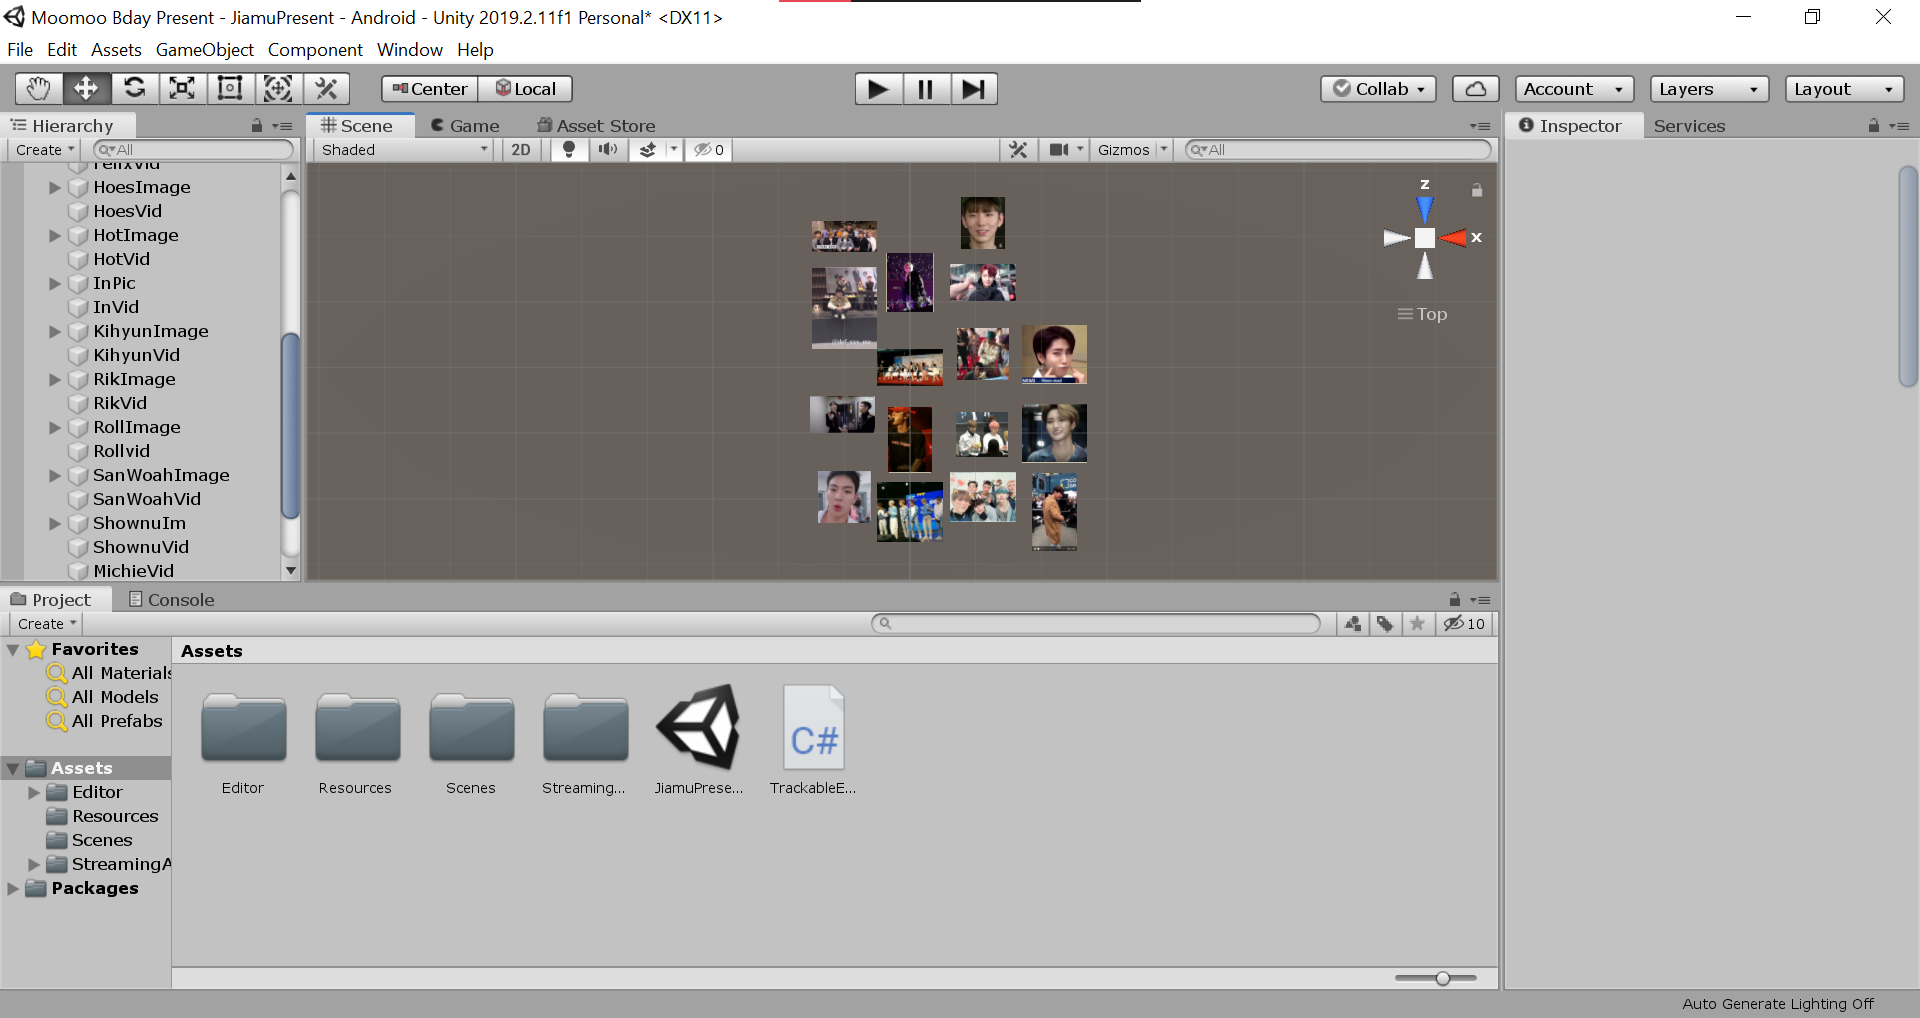 Moomoo Bday Present - JiamuPresent - Android - Unity 2019.2.11f1 Personal* <DX11>
File Edit Assets GameObject Component Window Help
Center Local Collab Account Layers Layout
Hierarchy
Create All
FelixVid
HoesImage
HoesVid
HotImage
HotVid
InPic
InVid
KihyunImage
KihyunVid
RikImage
RikVid
RollImage
Rollvid
SanWoahImage
SanWoahVid
ShownuIm
ShownuVid
MichieVid
Scene Game Asset Store
Shaded 2D 0 Gizmos All
z
x
Top
Inspector Services
Project Console
Create 10
Favorites
All Materials
All Models
All Prefabs
Assets
Editor
Resources
Scenes
StreamingA
Packages
Assets
Editor Resources Scenes Streaming... JiamuPrese... TrackableE...
C#
Auto Generate Lighting Off